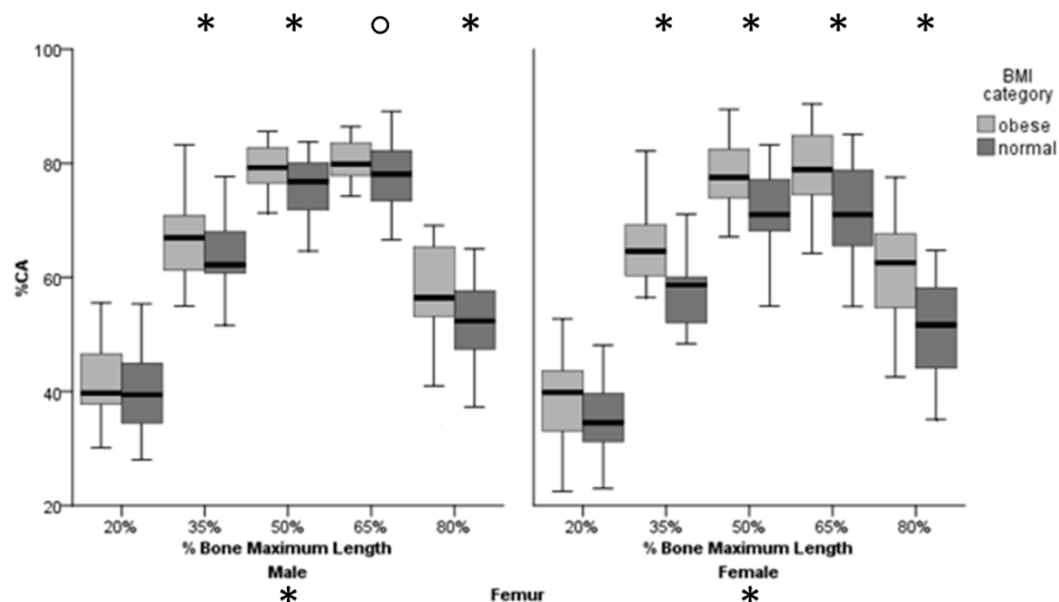 * * ○ * * * * *
100
80
60
40
20
%CA
BMI
category
obese
normal
20% 35% 50% 65% 80% 20% 35% 50% 65% 80%
% Bone Maximum Length % Bone Maximum Length
Male Female
* Femur *